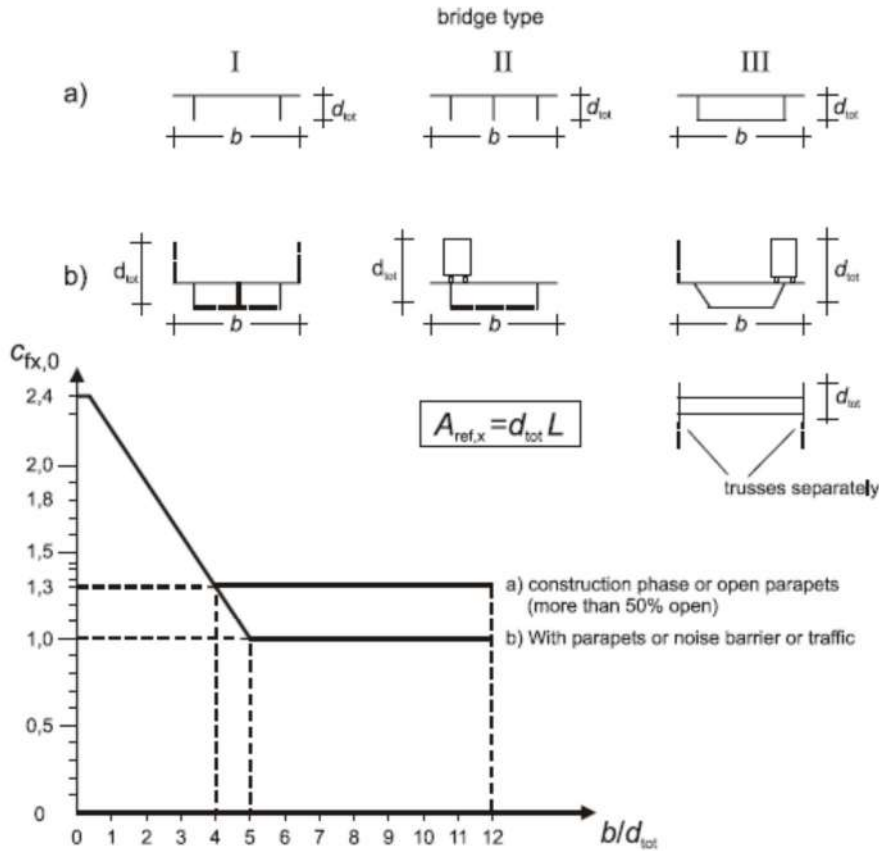 bridge type
I II III
a)
d_tot d_tot d_tot
b b b
b)
d_tot d_tot d_tot
b b b
c_fx,0
d_tot
2,4
A_ref,x = d_tot L
2,0
trusses separately
1,8
1,5
1,3
a) construction phase or open parapets
(more than 50% open)
1,0
b) With parapets or noise barrier or traffic
0,5
0
0 1 2 3 4 5 6 7 8 9 10 11 12
b/d_tot